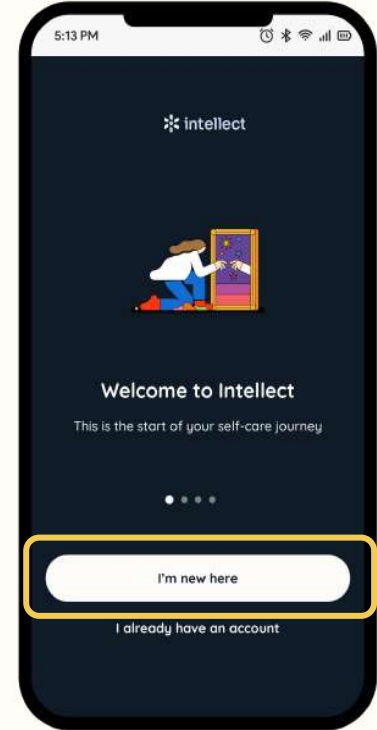 5:13 PM
intellect
Welcome to Intellect
This is the start of your self-care journey
I'm new here
I already have an account